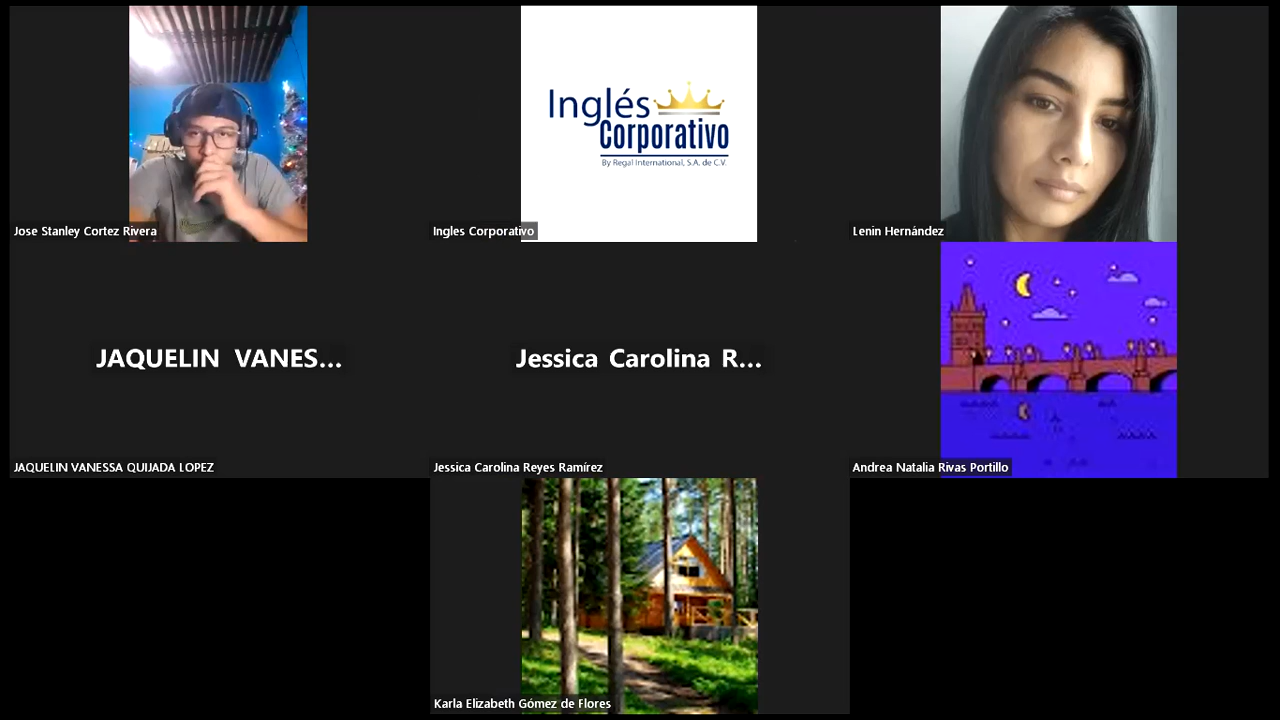 Inglés
Corporativo
By Regal International, S.A. de C.V.
Jose Stanley Cortez Rivera
Ingles Corporativo
Lenin Hernández
JAQUELIN VANES...
Jessica Carolina R...
JAQUELIN VANESSA QUIJADA LOPEZ
Jessica Carolina Reyes Ramírez
Andrea Natalia Rivas Portillo
Karla Elizabeth Gómez de Flores